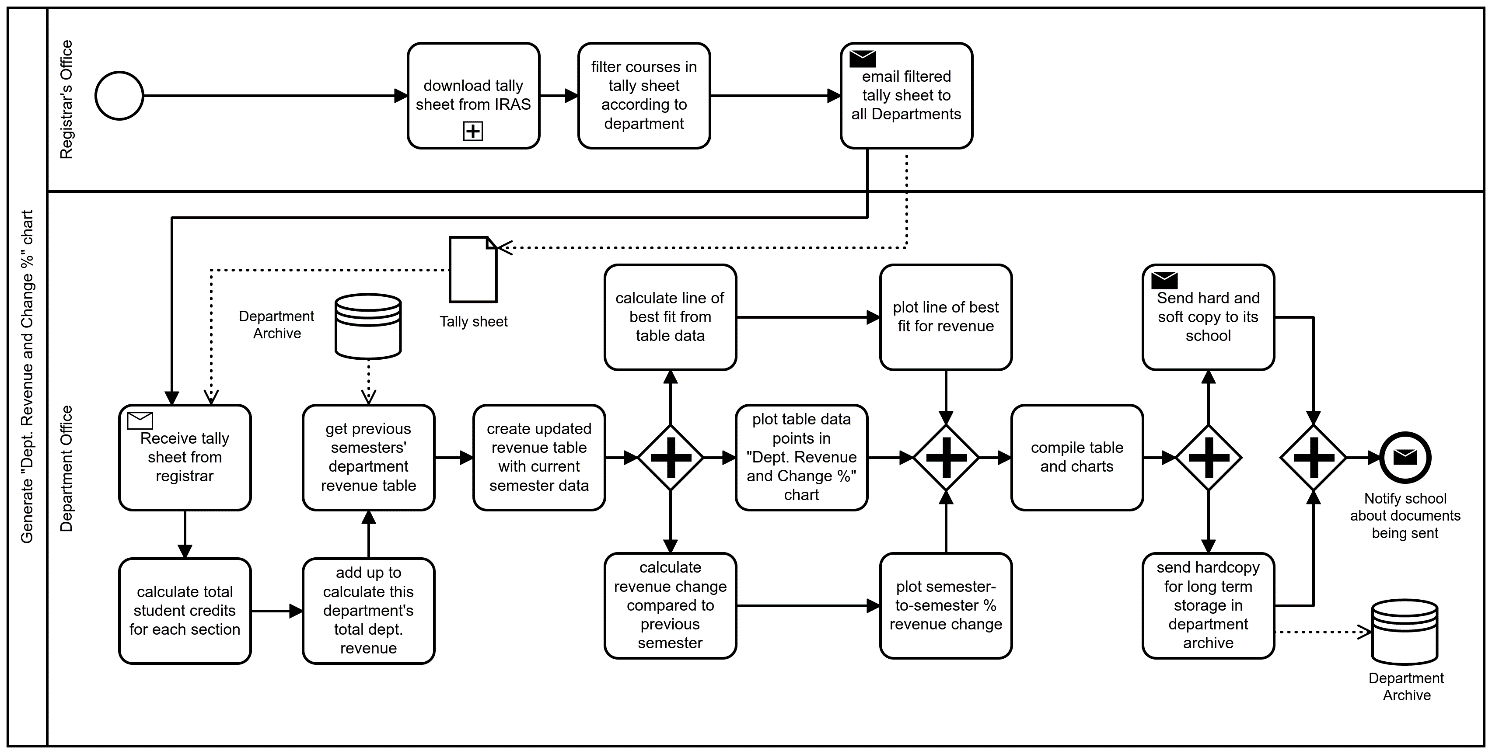 Generate "Dept. Revenue and Change %" chart
Registrar's Office
download tally
sheet from IRAS
filter courses in
tally sheet
according to
department
email filtered
tally sheet to
all Departments
Department Office
Tally sheet
Department
Archive
Receive tally
sheet from
registrar
calculate total
student credits
for each section
add up to
calculate this
department's
total dept.
revenue
get previous
semesters'
department
revenue table
create updated
revenue table
with current
semester data
calculate line of
best fit from
table data
plot line of best
fit for revenue
plot table data
points in
"Dept. Revenue
and Change %"
chart
calculate
revenue change
compared to
previous
semester
plot semester-
to-semester %
revenue change
compile table
and charts
Send hard and
soft copy to its
school
send hardcopy
for long term
storage in
department
archive
Notify school
about documents
being sent
Department
Archive